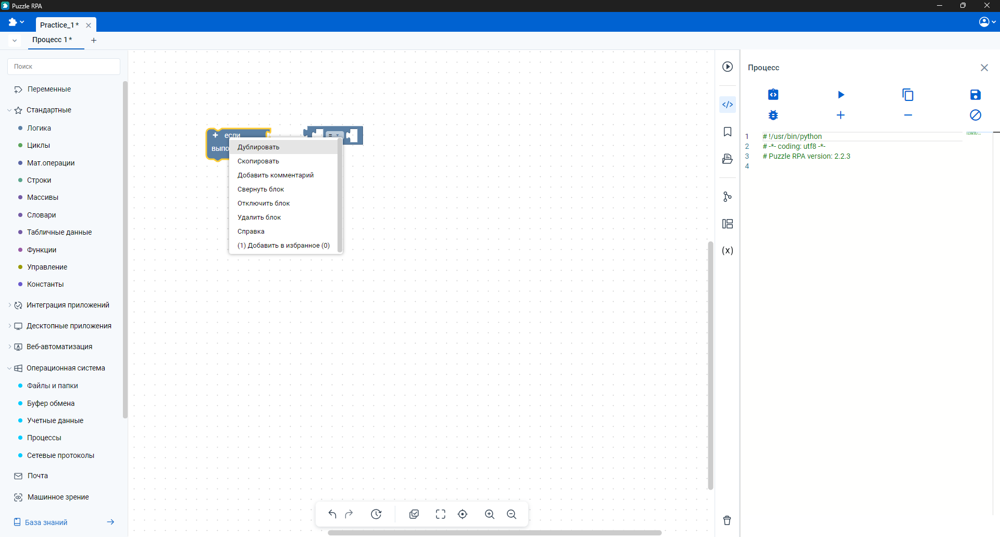 Puzzle RPA
Practice_1*
Процесс 1*
Поиск
Переменные
Стандартные
Логика
Циклы
Мат.операции
Строки
Массивы
Словари
Табличные данные
Функции
Управление
Константы
Интеграция приложений
Десктопные приложения
Веб-автоматизация
Операционная система
Файлы и папки
Буфер обмена
Учетные данные
Процессы
Сетевые протоколы
Почта
Машинное зрение
База знаний
+ если
выпо
=
Дублировать
Скопировать
Добавить комментарий
Свернуть блок
Отключить блок
Удалить блок
Справка
(1) Добавить в избранное (0)
</>
(x)
Процесс
1 # !/usr/bin/python
2 # -*- coding: utf8 -*-
3 # Puzzle RPA version: 2.2.3
4